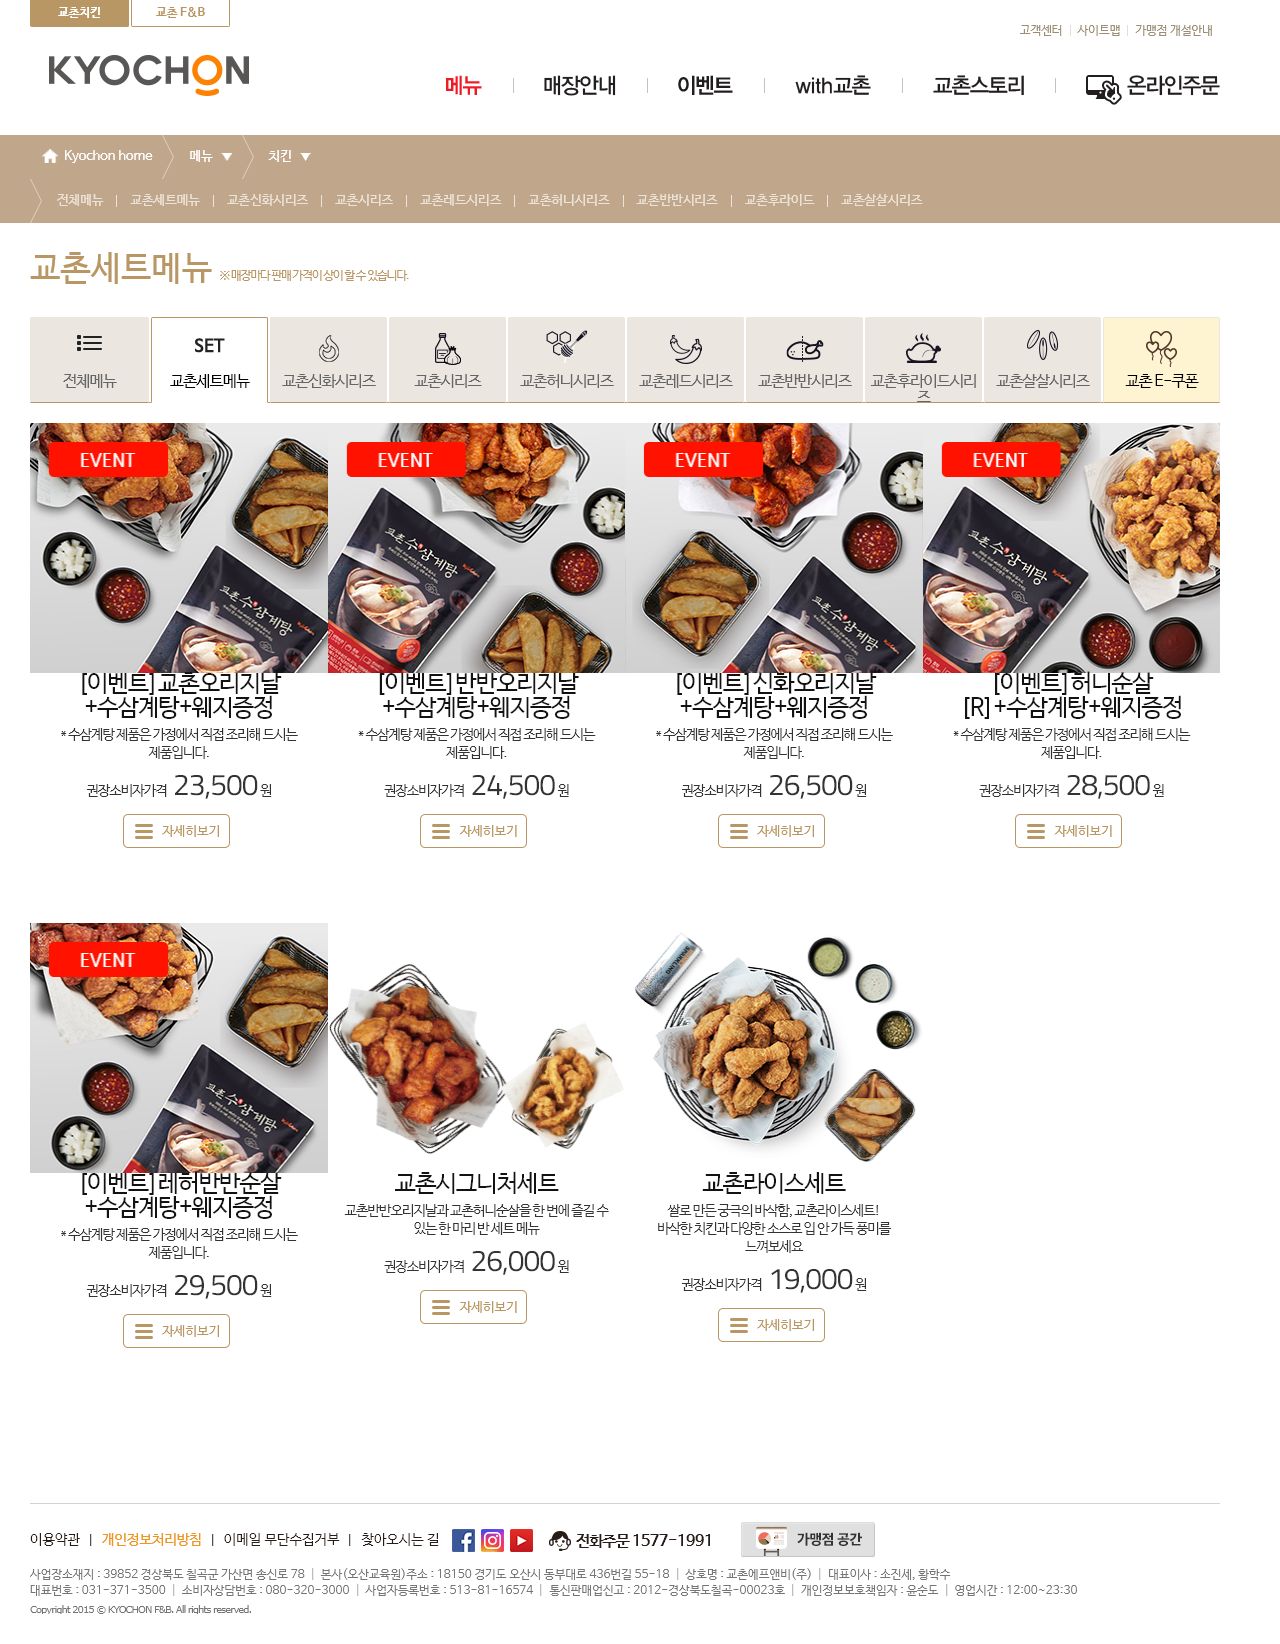 교촌치킨
교촌 F&B
고객센터
사이트맵
가맹점 개설안내
KYOCHON
메뉴
매장안내
이벤트
with교촌
교촌스토리
온라인주문
Kyochon home
메뉴 ▼
치킨 ▼
전체메뉴 | 교촌세트메뉴 | 교촌신화시리즈 | 교촌시리즈 | 교촌레드시리즈 | 교촌허니시리즈 | 교촌반반시리즈 | 교촌후라이드 | 교촌살살시리즈
교촌세트메뉴 ※ 매장마다 판매 가격이 상이 할 수 있습니다.
전체메뉴
SET
교촌세트메뉴
교촌신화시리즈
교촌시리즈
교촌허니시리즈
교촌레드시리즈
교촌반반시리즈
교촌후라이드시리
즈
교촌살살시리즈
교촌 E-쿠폰
EVENT
교촌 수삼계탕
[이벤트] 교촌오리지날
+수삼계탕+웨지증정
* 수삼계탕 제품은 가정에서 직접 조리해 드시는
제품입니다.
권장소비자가격 23,500 원
자세히보기
EVENT
교촌 수삼계탕
[이벤트] 반반오리지날
+수삼계탕+웨지증정
* 수삼계탕 제품은 가정에서 직접 조리해 드시는
제품입니다.
권장소비자가격 24,500 원
자세히보기
EVENT
교촌 수삼계탕
[이벤트] 신화오리지날
+수삼계탕+웨지증정
* 수삼계탕 제품은 가정에서 직접 조리해 드시는
제품입니다.
권장소비자가격 26,500 원
자세히보기
EVENT
교촌 수삼계탕
[이벤트] 허니순살
[R] +수삼계탕+웨지증정
* 수삼계탕 제품은 가정에서 직접 조리해 드시는
제품입니다.
권장소비자가격 28,500 원
자세히보기
EVENT
교촌 수삼계탕
[이벤트] 레허반반순살
+수삼계탕+웨지증정
* 수삼계탕 제품은 가정에서 직접 조리해 드시는
제품입니다.
권장소비자가격 29,500 원
자세히보기
교촌시그니처세트
교촌반반오리지날과 교촌허니순살을 한 번에 즐길 수
있는 한 마리 반 세트 메뉴
권장소비자가격 26,000 원
자세히보기
교촌라이스세트
쌀로 만든 궁극의 바삭함, 교촌라이스세트!
바삭한 치킨과 다양한 소스로 입 안 가득 풍미를
느껴보세요
권장소비자가격 19,000 원
자세히보기
이용약관 | 개인정보처리방침 | 이메일 무단수집거부 | 찾아오시는 길
전화주문 1577-1991
가맹점 공간
사업장소재지 : 39852 경상북도 칠곡군 가산면 송신로 78 | 본사(오산교육원)주소 : 18150 경기도 오산시 동부대로 436번길 55-18 | 상호명 : 교촌에프앤비(주) | 대표이사 : 소진세, 황학수
대표번호 : 031-371-3500 | 소비자상담번호 : 080-320-3000 | 사업자등록번호 : 513-81-16574 | 통신판매업신고 : 2012-경상북도칠곡-00023호 | 개인정보보호책임자 : 윤순도 | 영업시간 : 12:00~23:30
Copyright 2015 © KYOCHON F&B. All rights reserved.